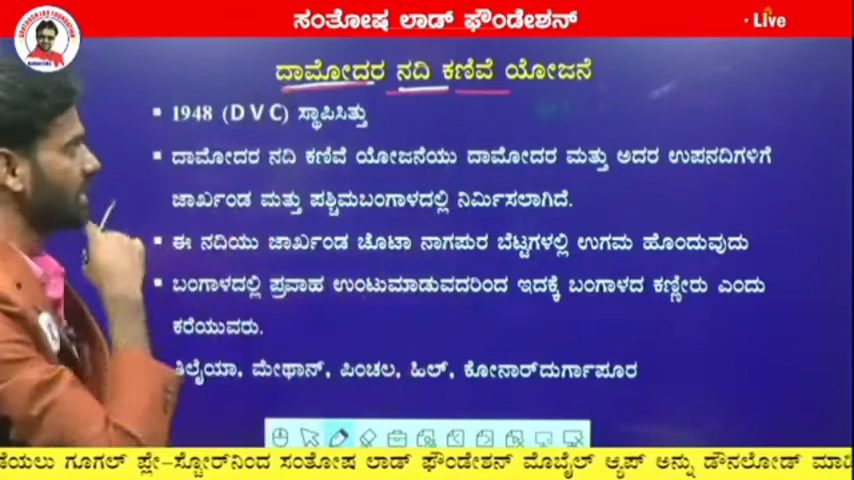 ಸಂತೋಷ ಲಾಡ್ ಫೌಂಡೇಶನ್
Live
ದಾಮೋದರ ನದಿ ಕಣಿವೆ ಯೋಜನೆ
1948 (DVC) ಸ್ಥಾಪಿಸಿತ್ತು
ದಾಮೋದರ ನದಿ ಕಣಿವೆ ಯೋಜನೆಯು ದಾಮೋದರ ಮತ್ತು ಅದರ ಉಪನದಿಗಳಿಗೆ
ಜಾರ್ಖಂಡ ಮತ್ತು ಪಶ್ಚಿಮಬಂಗಾಳದಲ್ಲಿ ನಿರ್ಮಿಸಲಾಗಿದೆ.
ಈ ನದಿಯು ಜಾರ್ಖಂಡ ಚೊಟಾ ನಾಗಪುರ ಬೆಟ್ಟಗಳಲ್ಲಿ ಉಗಮ ಹೊಂದುವುದು
ಬಂಗಾಳದಲ್ಲಿ ಪ್ರವಾಹ ಉಂಟುಮಾಡುವದರಿಂದ ಇದಕ್ಕೆ ಬಂಗಾಳದ ಕಣ್ಣೀರು ಎಂದು
ಕರೆಯುವರು.
ತಿಲೈಯಾ, ಮೇಥಾನ್, ಪಿಂಚಲ, ಹಿಲ್, ಕೋನಾರ್‌ದುರ್ಗಾಪೂರ
ಗೂಗಲ್ ಪ್ಲೇ-ಸ್ಟೋರ್‌ನಿಂದ ಸಂತೋಷ ಲಾಡ್ ಫೌಂಡೇಶನ್ ಮೊಬೈಲ್ ಆ್ಯಪ್ ಅನ್ನು ಡೌನಲೋಡ್